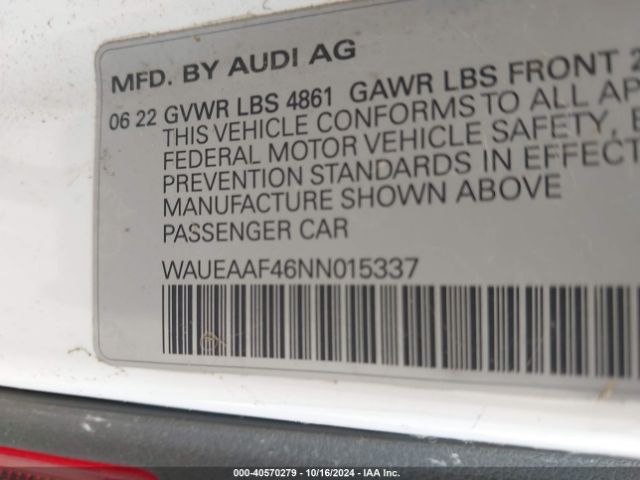 MFD. BY AUDI AG
06 22 GVWR LBS 4861 GAWR LBS FRONT 2
THIS VEHICLE CONFORMS TO ALL AP
FEDERAL MOTOR VEHICLE SAFETY,
PREVENTION STANDARDS IN EFFECT
MANUFACTURE SHOWN ABOVE
PASSENGER CAR
WAUEAAF46NN015337
000-40570279 - 10/16/2024 - IAA Inc.